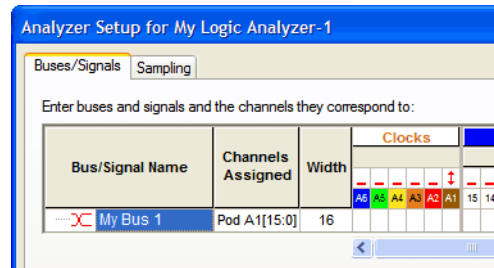 Analyzer Setup for My Logic Analyzer-1
Buses/Signals Sampling
Enter buses and signals and the channels they correspond to:
Bus/Signal Name Channels Assigned Width Clocks
A6 A5 A4 A3 A2 A1 15 14
My Bus 1 Pod A1[15:0] 16